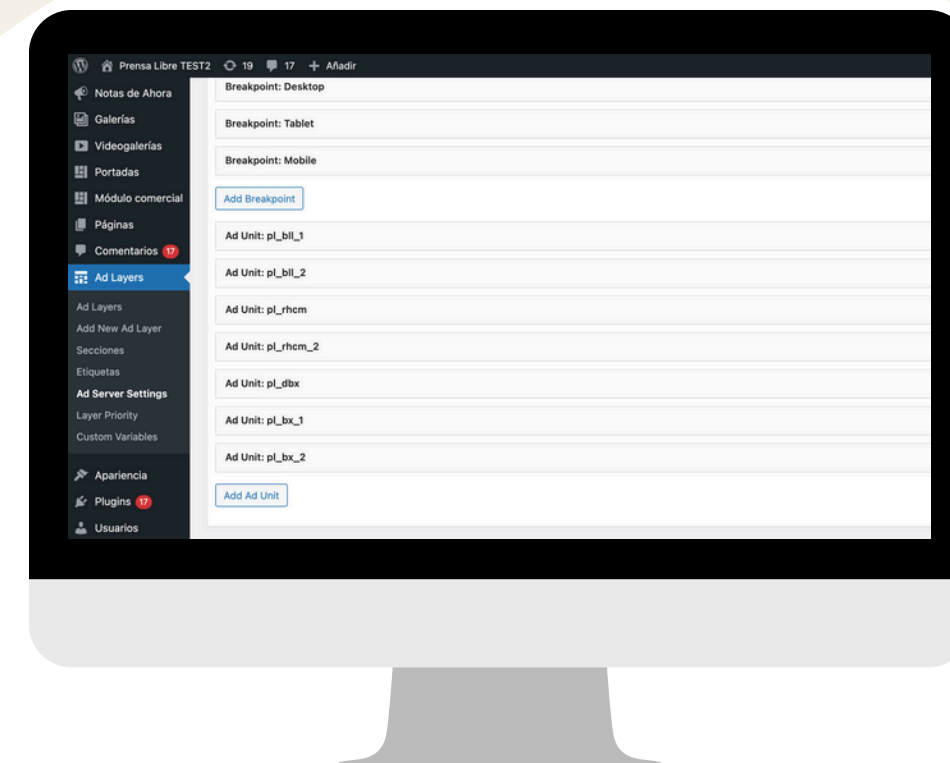 Prensa Libre TEST2 19 17 + Añadir
Notas de Ahora
Galerías
Videogalerías
Portadas
Módulo comercial
Páginas
Comentarios 17
Ad Layers
Ad Layers
Add New Ad Layer
Secciones
Etiquetas
Ad Server Settings
Layer Priority
Custom Variables
Apariencia
Plugins 17
Usuarios
Breakpoint: Desktop
Breakpoint: Tablet
Breakpoint: Mobile
Add Breakpoint
Ad Unit: pl_bll_1
Ad Unit: pl_bll_2
Ad Unit: pl_rhcm
Ad Unit: pl_rhcm_2
Ad Unit: pl_dbx
Ad Unit: pl_bx_1
Ad Unit: pl_bx_2
Add Ad Unit